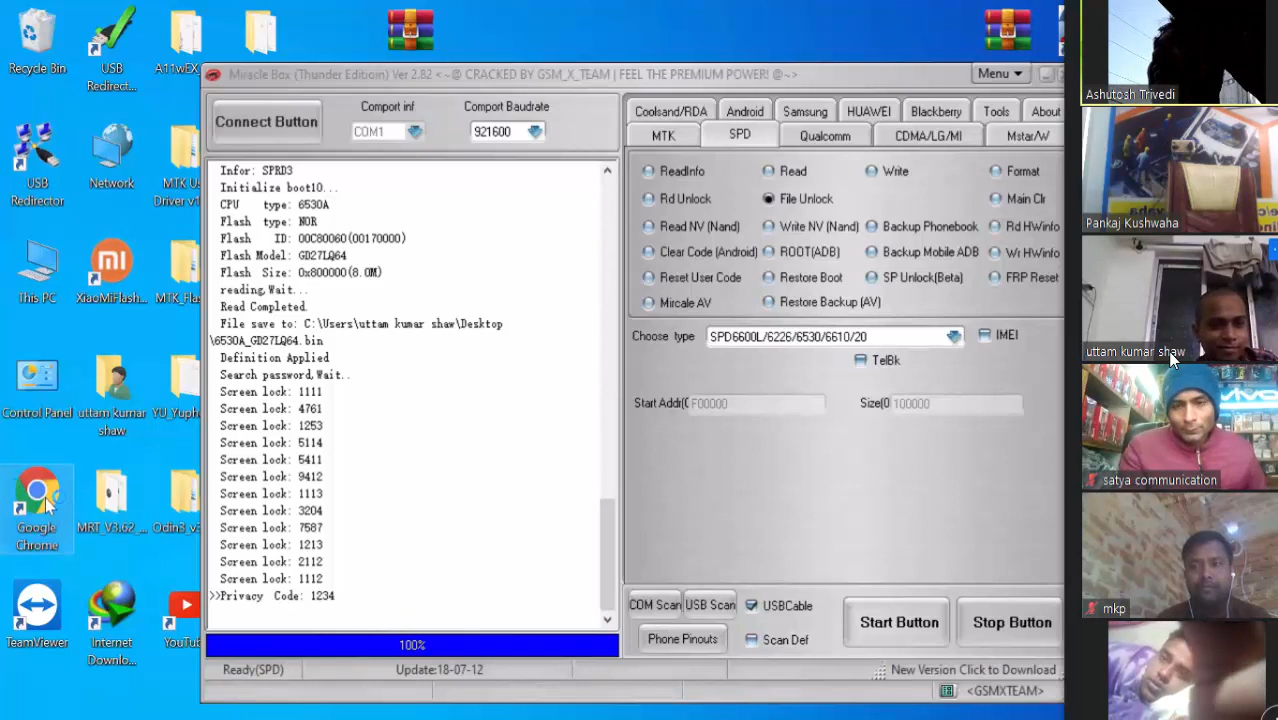 Recycle Bin
USB Redirect...
A11wEX
USB Redirector
Network
MTK Us
Driver v1
This PC
XiaoMiFlash...
MTK_Fl
Control Panel
uttam kumar shaw
YU_Yuph
Google Chrome
MRT_V3.62_...
Odin3_v3
TeamViewer
Internet Downlo...
YouTu
Miracle Box (Thunder Edition) Ver 2.82 <~@ CRACKED BY GSM_X_TEAM | FEEL THE PREMIUM POWER! @~>
Menu
Connect Button
Comport inf
COM1
Comport Baudrate
921600
Infor: SPRD3
Initialize boot10...
CPU type: 6530A
Flash type: NOR
Flash ID: 00C80060(00170000)
Flash Model: GD27LQ64
Flash Size: 0x800000(8.0M)
reading,Wait...
Read Completed.
File save to: C:\Users\uttam kumar shaw\Desktop
\6530A_GD27LQ64.bin
Definition Applied
Search password,Wait..
Screen lock: 1111
Screen lock: 4761
Screen lock: 1253
Screen lock: 5114
Screen lock: 5411
Screen lock: 9412
Screen lock: 1113
Screen lock: 3204
Screen lock: 7587
Screen lock: 1213
Screen lock: 2112
Screen lock: 1112
>>Privacy Code: 1234
100%
Ready(SPD)
Update:18-07-12
New Version Click to Download
<GSMXTEAM>
Coolsand/RDA Android Samsung HUAWEI Blackberry Tools About
MTK SPD Qualcomm CDMA/LG/MI Mstar/W
ReadInfo Read Write Format
Rd Unlock File Unlock Main Clr
Read NV (Nand) Write NV (Nand) Backup Phonebook Rd HWinfo
Clear Code (Android) ROOT(ADB) Backup Mobile ADB Wr HWinfo
Reset User Code Restore Boot SP Unlock(Beta) FRP Reset
Mircale AV Restore Backup (AV)
Choose type SPD6600L/6226/6530/6610/20 IMEI
TelBk
Start Addr(0 F00000 Size(0 100000
COM Scan USB Scan USBCable
Phone Pinouts Scan Def
Start Button
Stop Button
Ashutosh Trivedi
Pankaj Kushwaha
uttam kumar shaw
satya communication
mkp